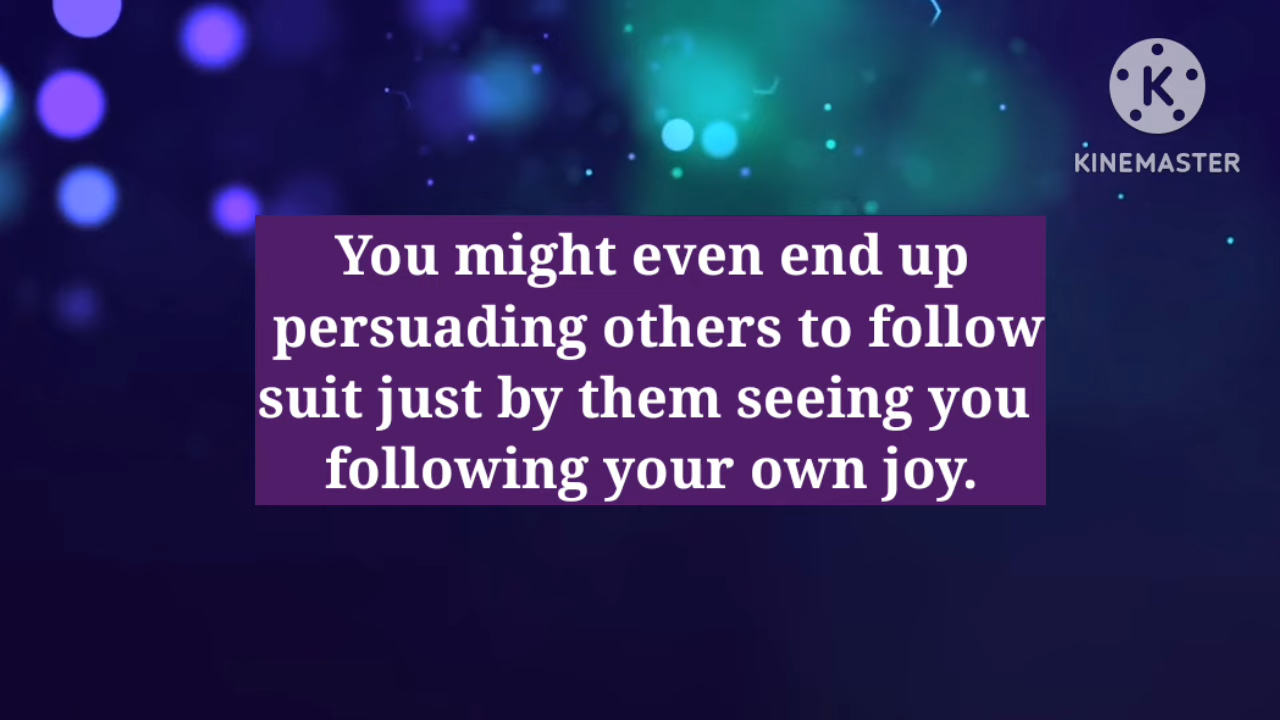 K
KINEMASTER
You might even end up
persuading others to follow
suit just by them seeing you
following your own joy.